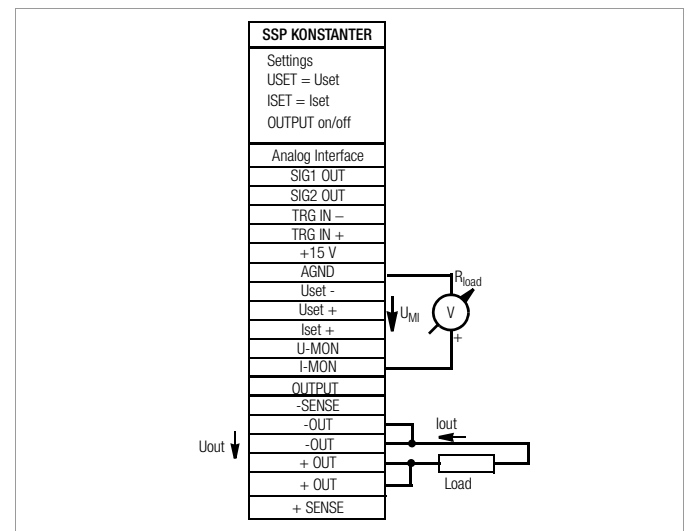 SSP KONSTANTER
Settings
USET = Uset
ISET = Iset
OUTPUT on/off
Analog Interface
SIG1 OUT
SIG2 OUT
TRG IN –
TRG IN +
+15 V
AGND
Uset -
Uset +
Iset +
U-MON
I-MON
Rload
UMI
V
+
OUTPUT
-SENSE
-OUT
-OUT
+ OUT
+ OUT
+ SENSE
Uout
Iout
Load